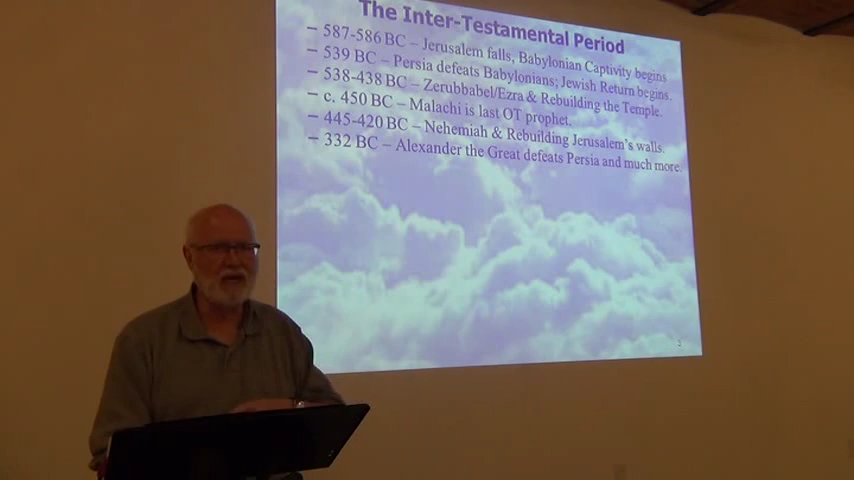 The Inter-Testamental Period
– 587-586 BC – Jerusalem falls, Babylonian Captivity begins
– 539 BC – Persia defeats Babylonians; Jewish Return begins.
– 538-438 BC – Zerubbabel/Ezra & Rebuilding the Temple.
– c. 450 BC – Malachi is last OT prophet.
– 445-420 BC – Nehemiah & Rebuilding Jerusalem's walls.
– 332 BC – Alexander the Great defeats Persia and much more.